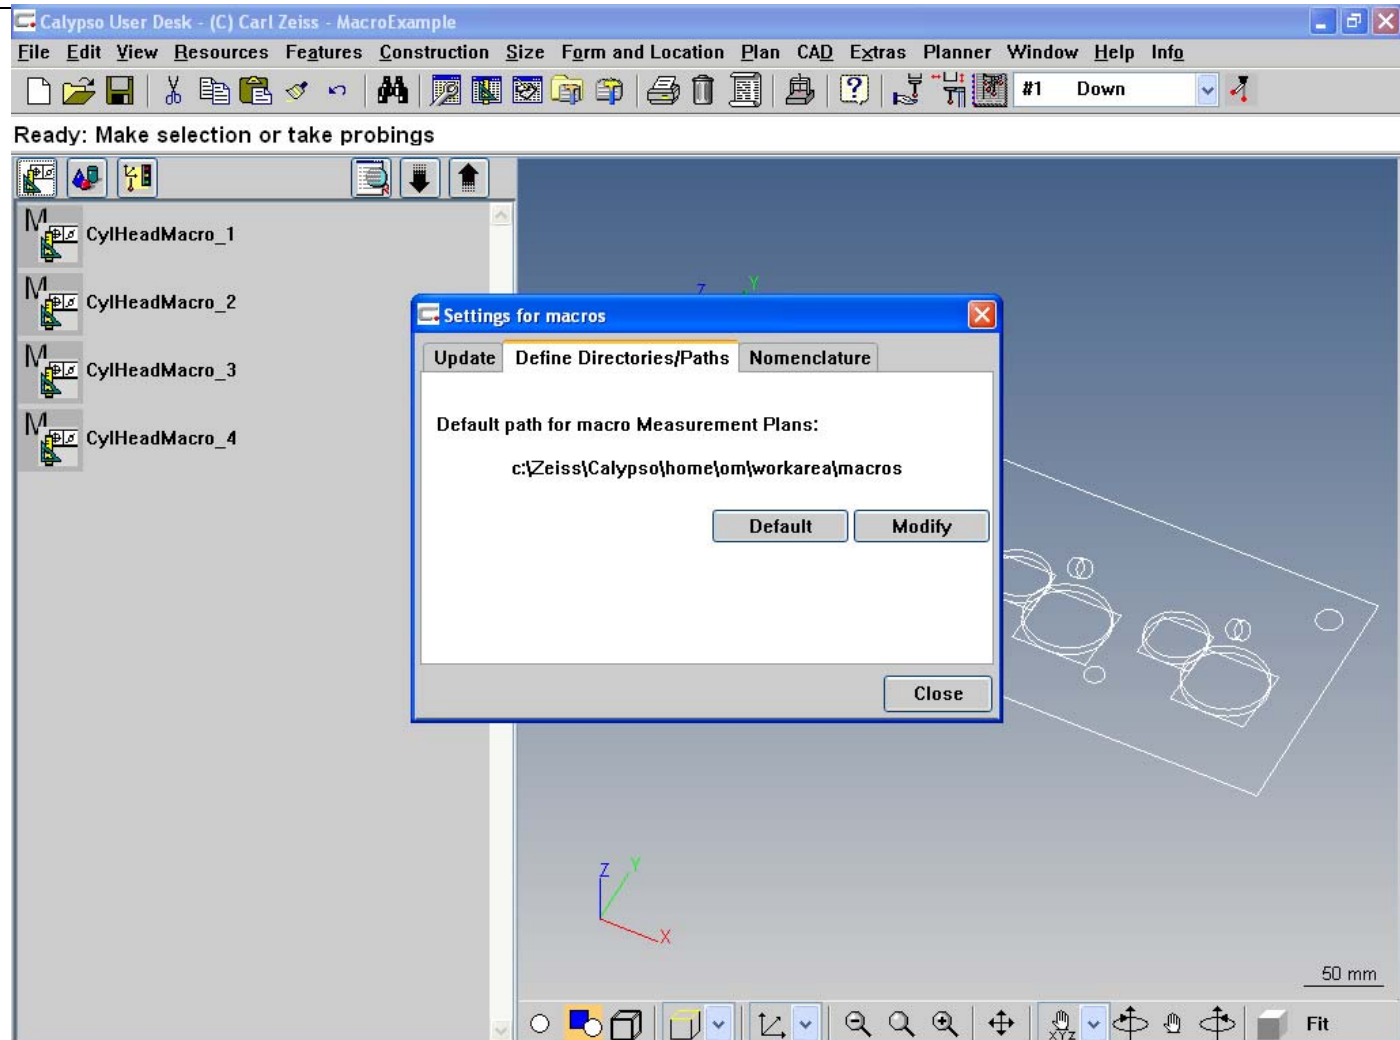 Calypso User Desk - (C) Carl Zeiss - MacroExample
File Edit View Resources Features Construction Size Form and Location Plan CAD Extras Planner Window Help Info
#1 Down
Ready: Make selection or take probings
M CylHeadMacro_1
M CylHeadMacro_2
M CylHeadMacro_3
M CylHeadMacro_4
Z Y
Settings for macros
Update Define Directories/Paths Nomenclature
Default path for macro Measurement Plans:
c:\Zeiss\Calypso\home\om\workarea\macros
Default Modify
Close
Z Y
X
50 mm
XYZ
Fit